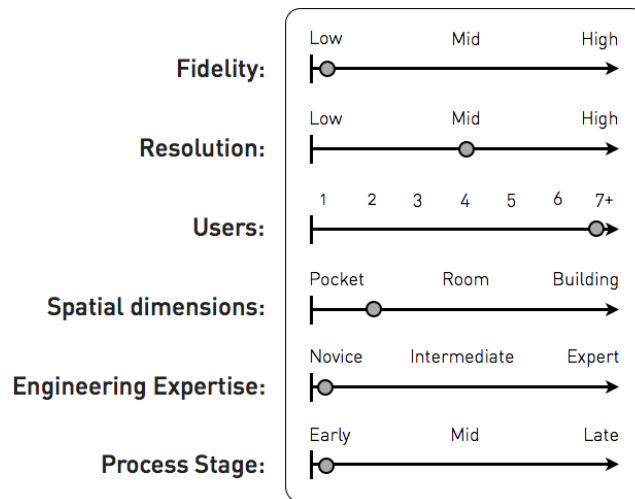 Low Mid High
Fidelity:
Low Mid High
Resolution:
1 2 3 4 5 6 7+
Users:
Pocket Room Building
Spatial dimensions:
Novice Intermediate Expert
Engineering Expertise:
Early Mid Late
Process Stage: